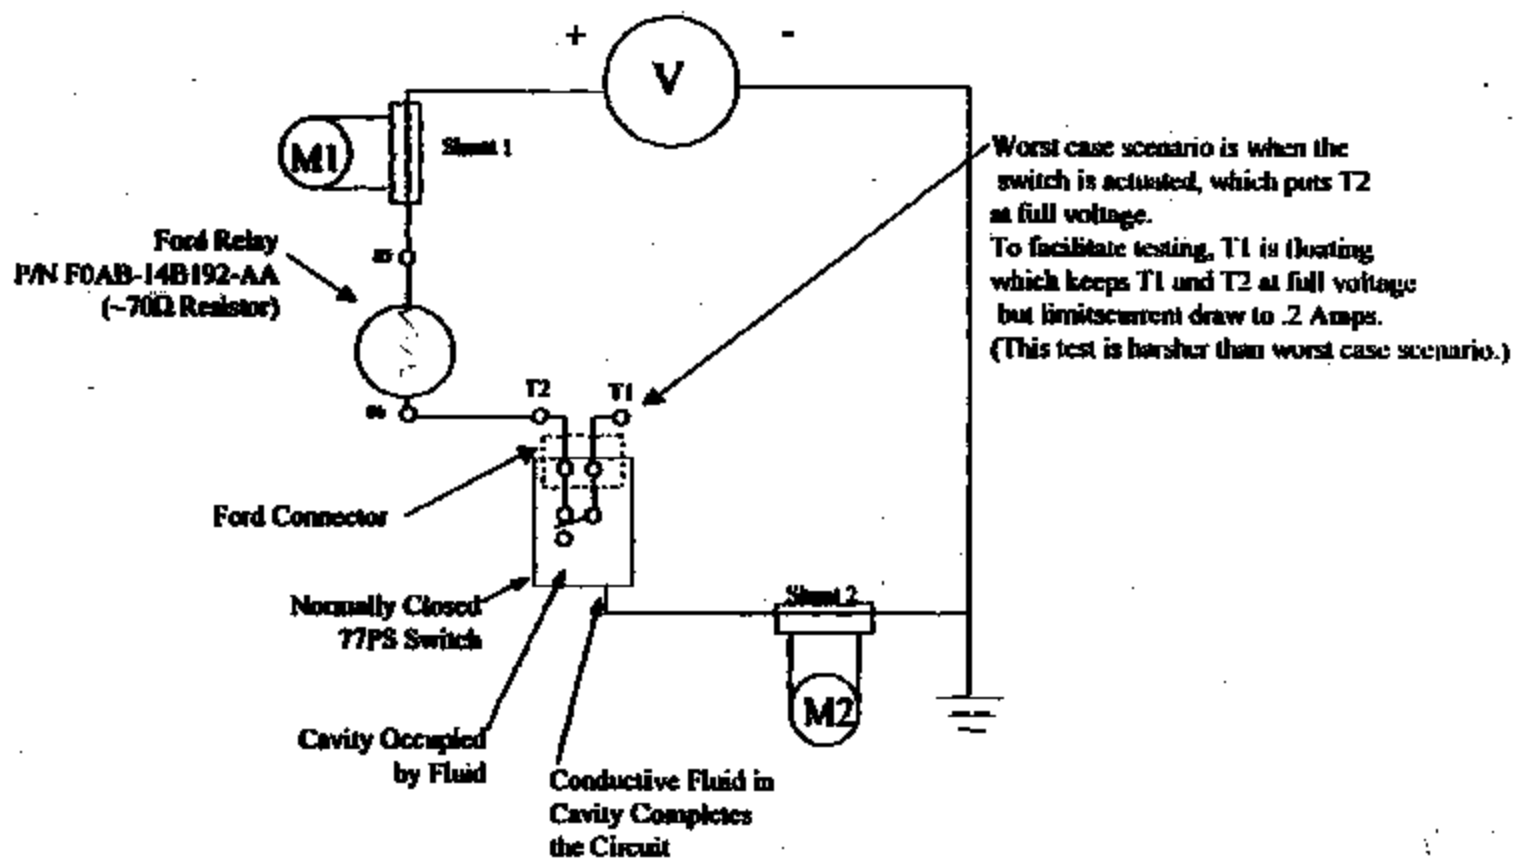 +
-
V
M1
Shunt 1
Worst case scenario is when the
switch is actuated, which puts T2
at full voltage.
To facilitate testing, T1 is floating
which keeps T1 and T2 at full voltage
but limitscurrent draw to .2 Amps.
(This test is harsher than worst case scenario.)
Ford Relay
P/N F0AB-14B192-AA
(~70Ω Resistor)
T2
T1
Ford Connector
Normally Closed
77PS Switch
Shunt 2
M2
Cavity Occupied
by Fluid
Conductive Fluid in
Cavity Completes
the Circuit